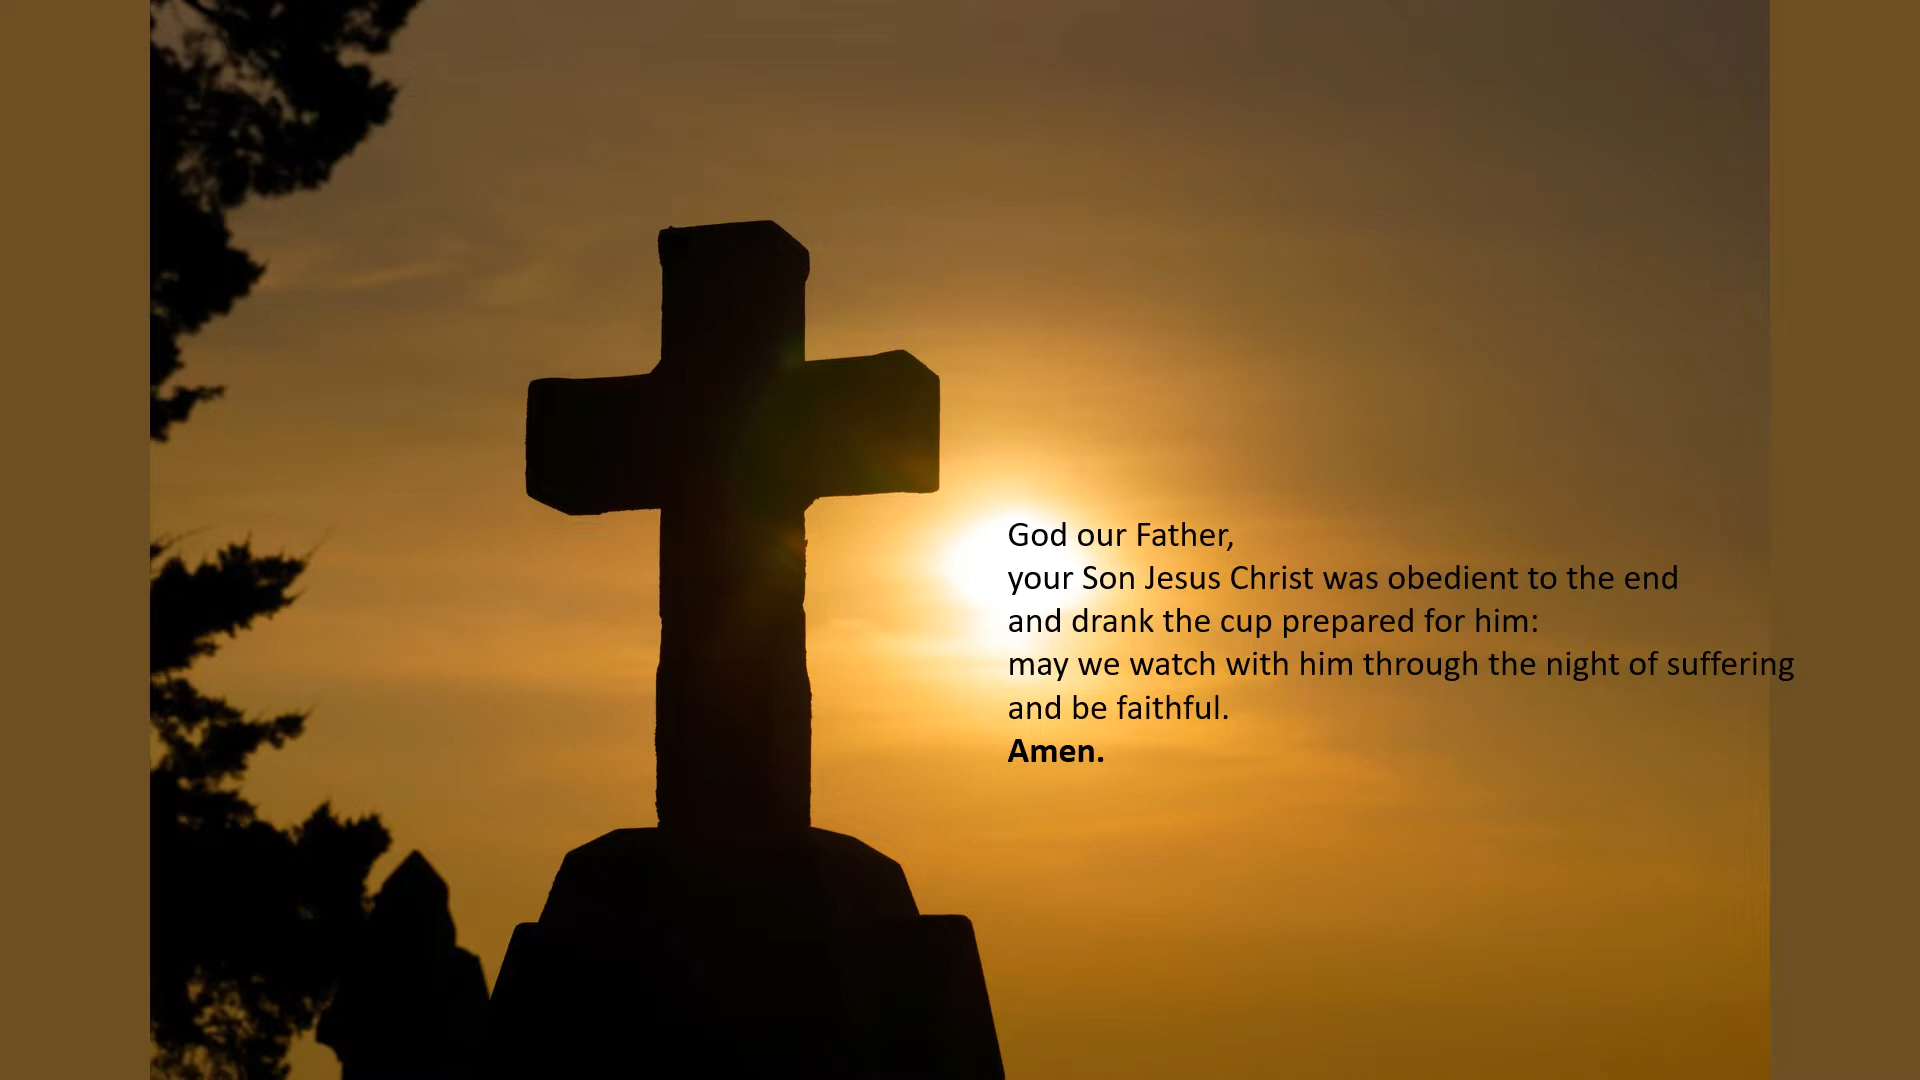 God our Father,
your Son Jesus Christ was obedient to the end
and drank the cup prepared for him:
may we watch with him through the night of suffering
and be faithful.
Amen.